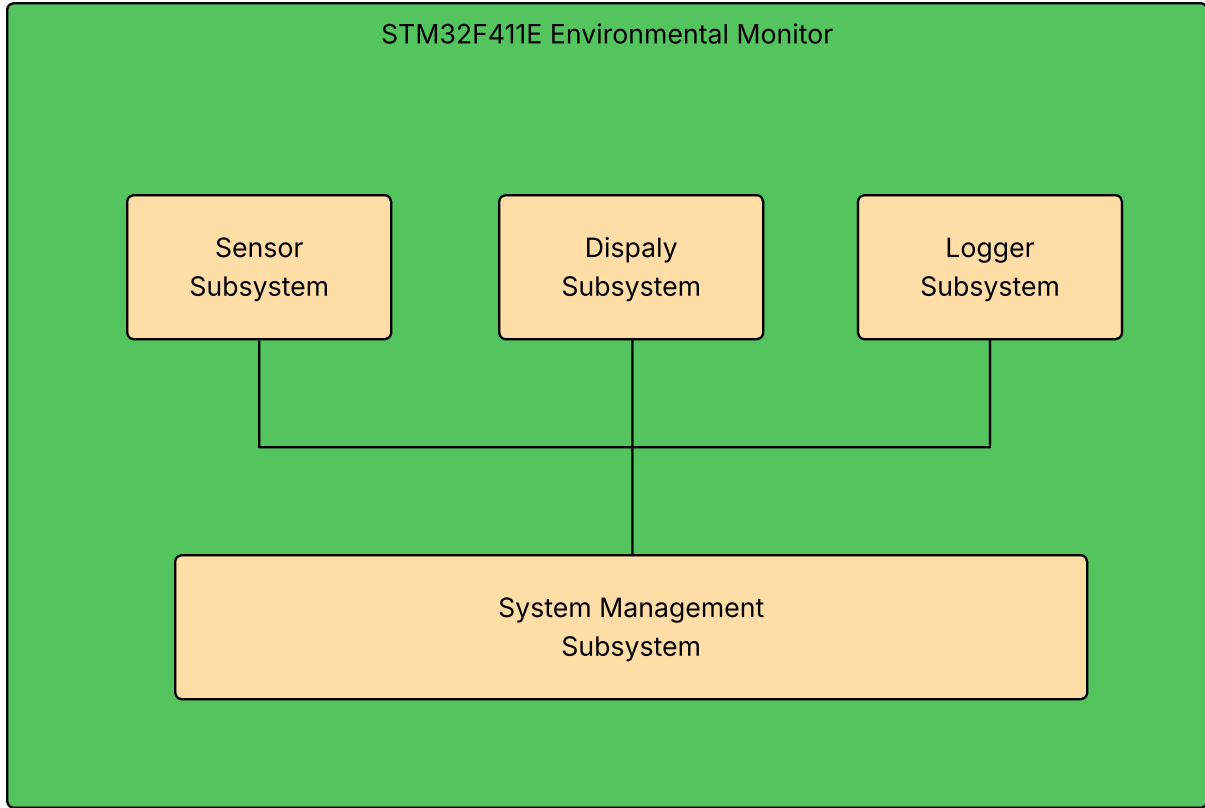 STM32F411E Environmental Monitor
Sensor
Subsystem
Dispaly
Subsystem
Logger
Subsystem
System Management
Subsystem